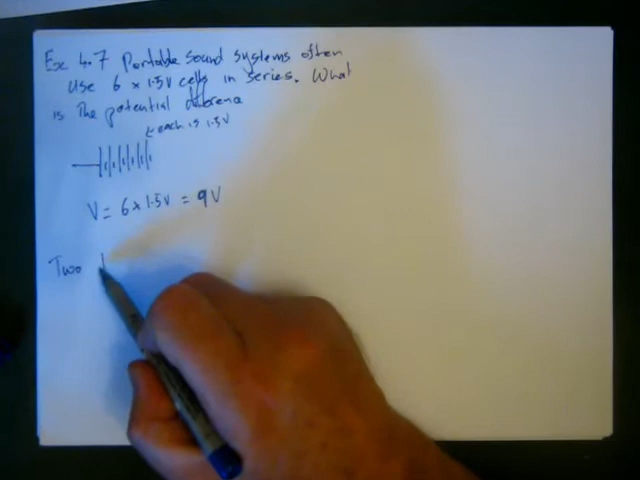 Ex 4.7 Portable sound systems often
use 6 x 1.5V cells in series. What
is the potential difference
each is 1.5V
V = 6 x 1.5V = 9V
Two